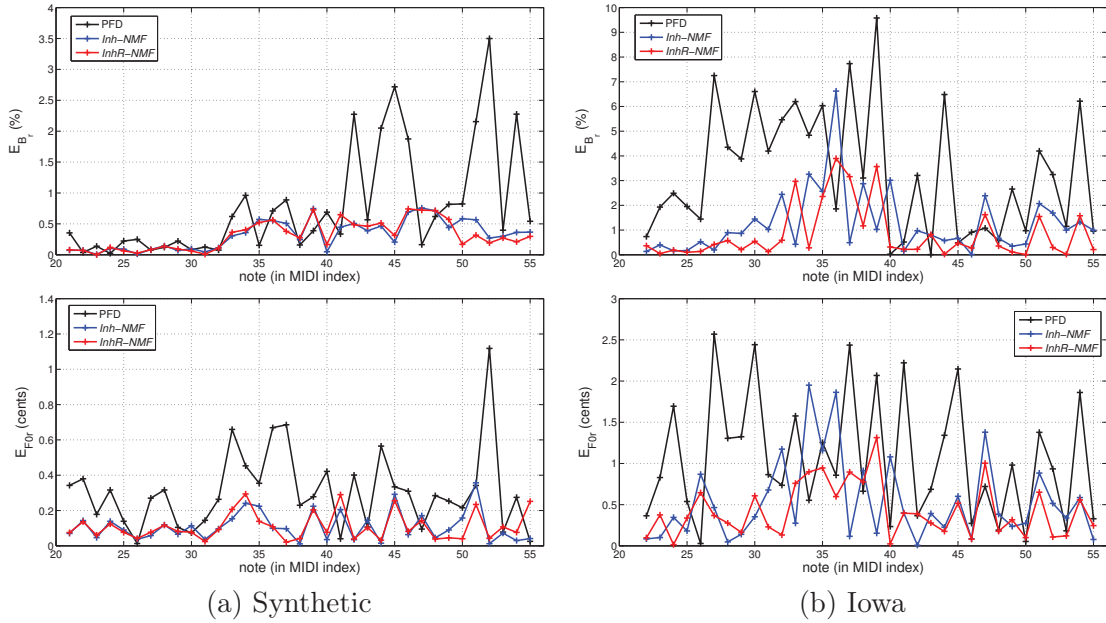 PFD
Inh-NMF
InhR-NMF
4
3.5
3
2.5
2
1.5
1
0.5
0
E_Br (%)
20 25 30 35 40 45 50 55
note (in MIDI index)
PFD
Inh-NMF
InhR-NMF
10
9
8
7
6
5
4
3
2
1
0
E_Br (%)
20 25 30 35 40 45 50 55
note (in MIDI index)
PFD
Inh-NMF
InhR-NMF
1.4
1.2
1
0.8
0.6
0.4
0.2
0
E_F0r (cents)
20 25 30 35 40 45 50 55
note (in MIDI index)
PFD
Inh-NMF
InhR-NMF
3
2.5
2
1.5
1
0.5
0
E_F0r (cents)
20 25 30 35 40 45 50 55
note (in MIDI index)
(a) Synthetic
(b) Iowa